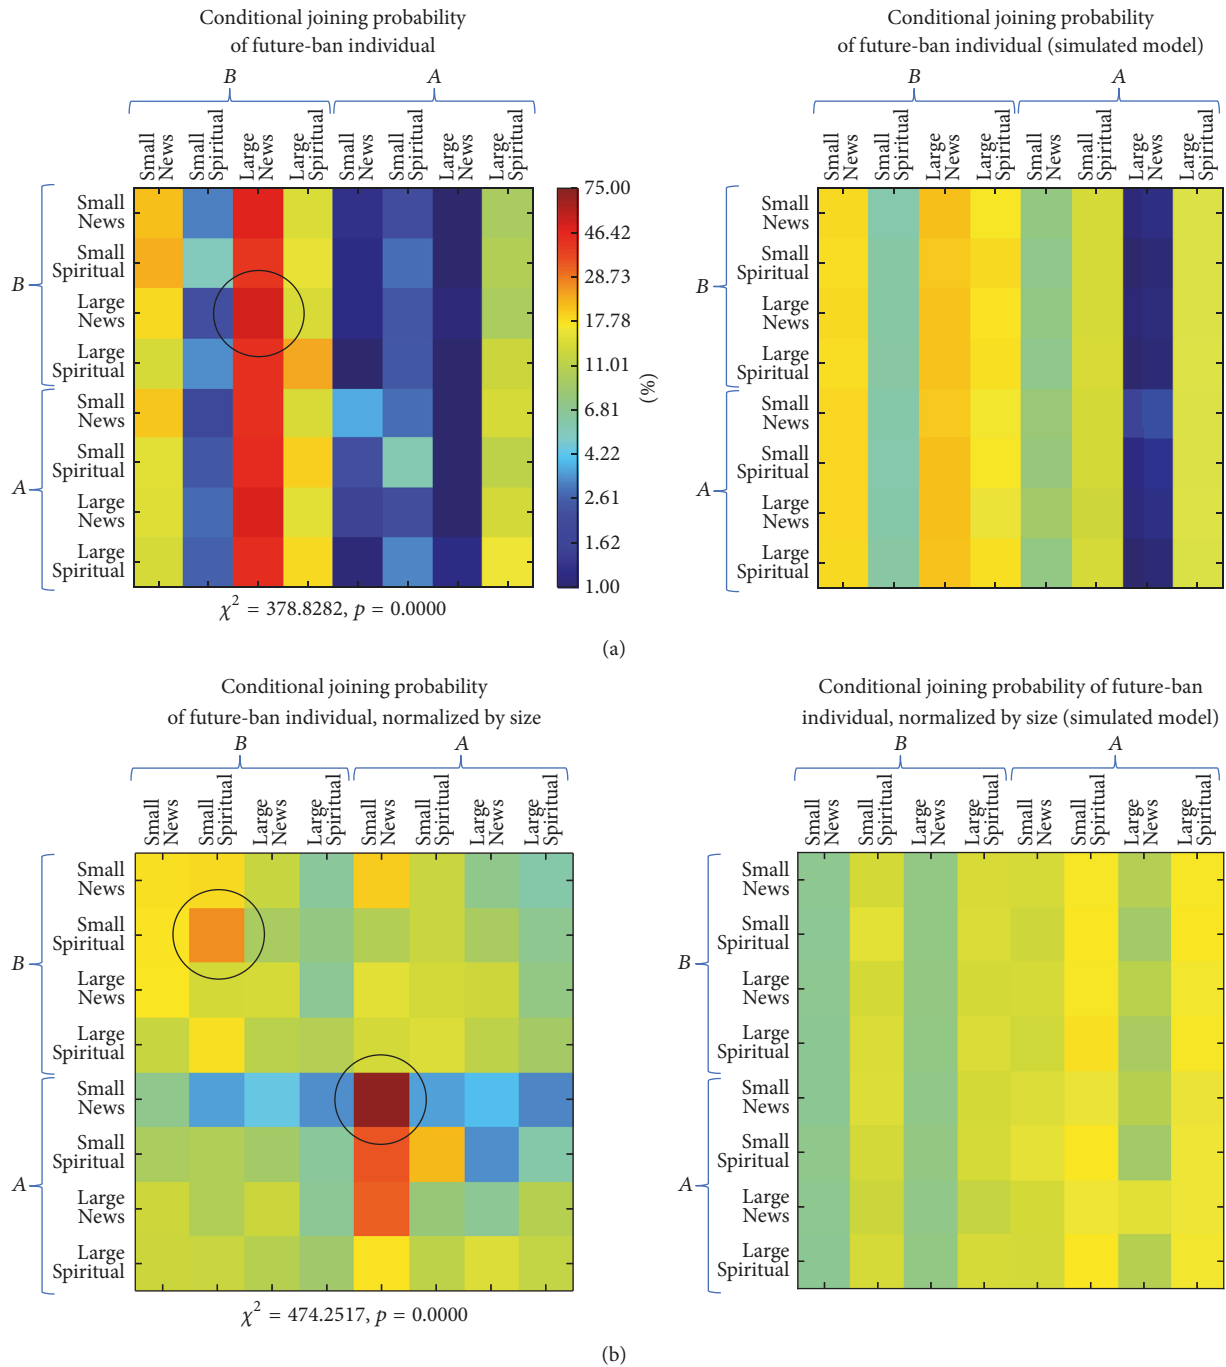 Conditional joining probability
of future-ban individual
B
A
Small
News
Small
Spiritual
Large
News
Large
Spiritual
Small
News
Small
Spiritual
Large
News
Large
Spiritual
B
Small
News
Small
Spiritual
Large
News
Large
Spiritual
A
Small
News
Small
Spiritual
Large
News
Large
Spiritual
75.00
46.42
28.73
17.78
11.01
6.81
4.22
2.61
1.62
1.00
(%)
χ² = 378.8282, p = 0.0000
Conditional joining probability
of future-ban individual (simulated model)
B
A
Small
News
Small
Spiritual
Large
News
Large
Spiritual
Small
News
Small
Spiritual
Large
News
Large
Spiritual
B
Small
News
Small
Spiritual
Large
News
Large
Spiritual
A
Small
News
Small
Spiritual
Large
News
Large
Spiritual
(a)
Conditional joining probability
of future-ban individual, normalized by size
B
A
Small
News
Small
Spiritual
Large
News
Large
Spiritual
Small
News
Small
Spiritual
Large
News
Large
Spiritual
B
Small
News
Small
Spiritual
Large
News
Large
Spiritual
A
Small
News
Small
Spiritual
Large
News
Large
Spiritual
χ² = 474.2517, p = 0.0000
Conditional joining probability of future-ban
individual, normalized by size (simulated model)
B
A
Small
News
Small
Spiritual
Large
News
Large
Spiritual
Small
News
Small
Spiritual
Large
News
Large
Spiritual
B
Small
News
Small
Spiritual
Large
News
Large
Spiritual
A
Small
News
Small
Spiritual
Large
News
Large
Spiritual
(b)